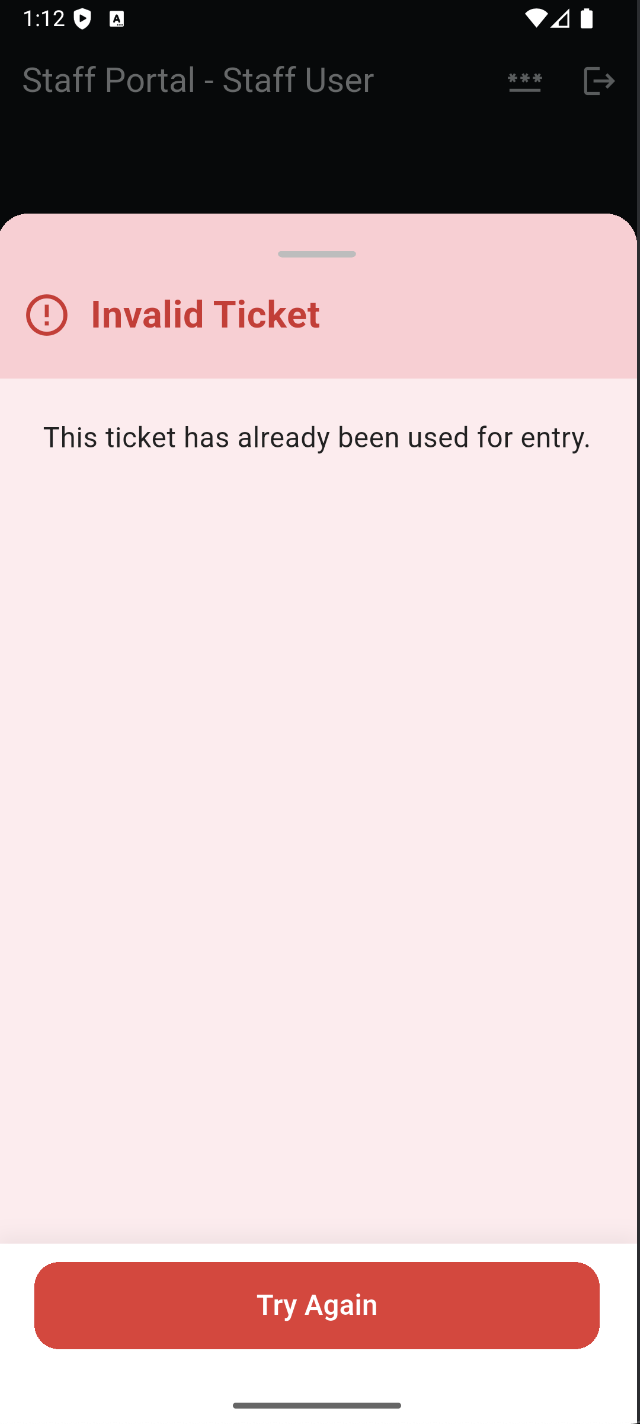 1:12
Staff Portal - Staff User
Invalid Ticket
This ticket has already been used for entry.
Try Again